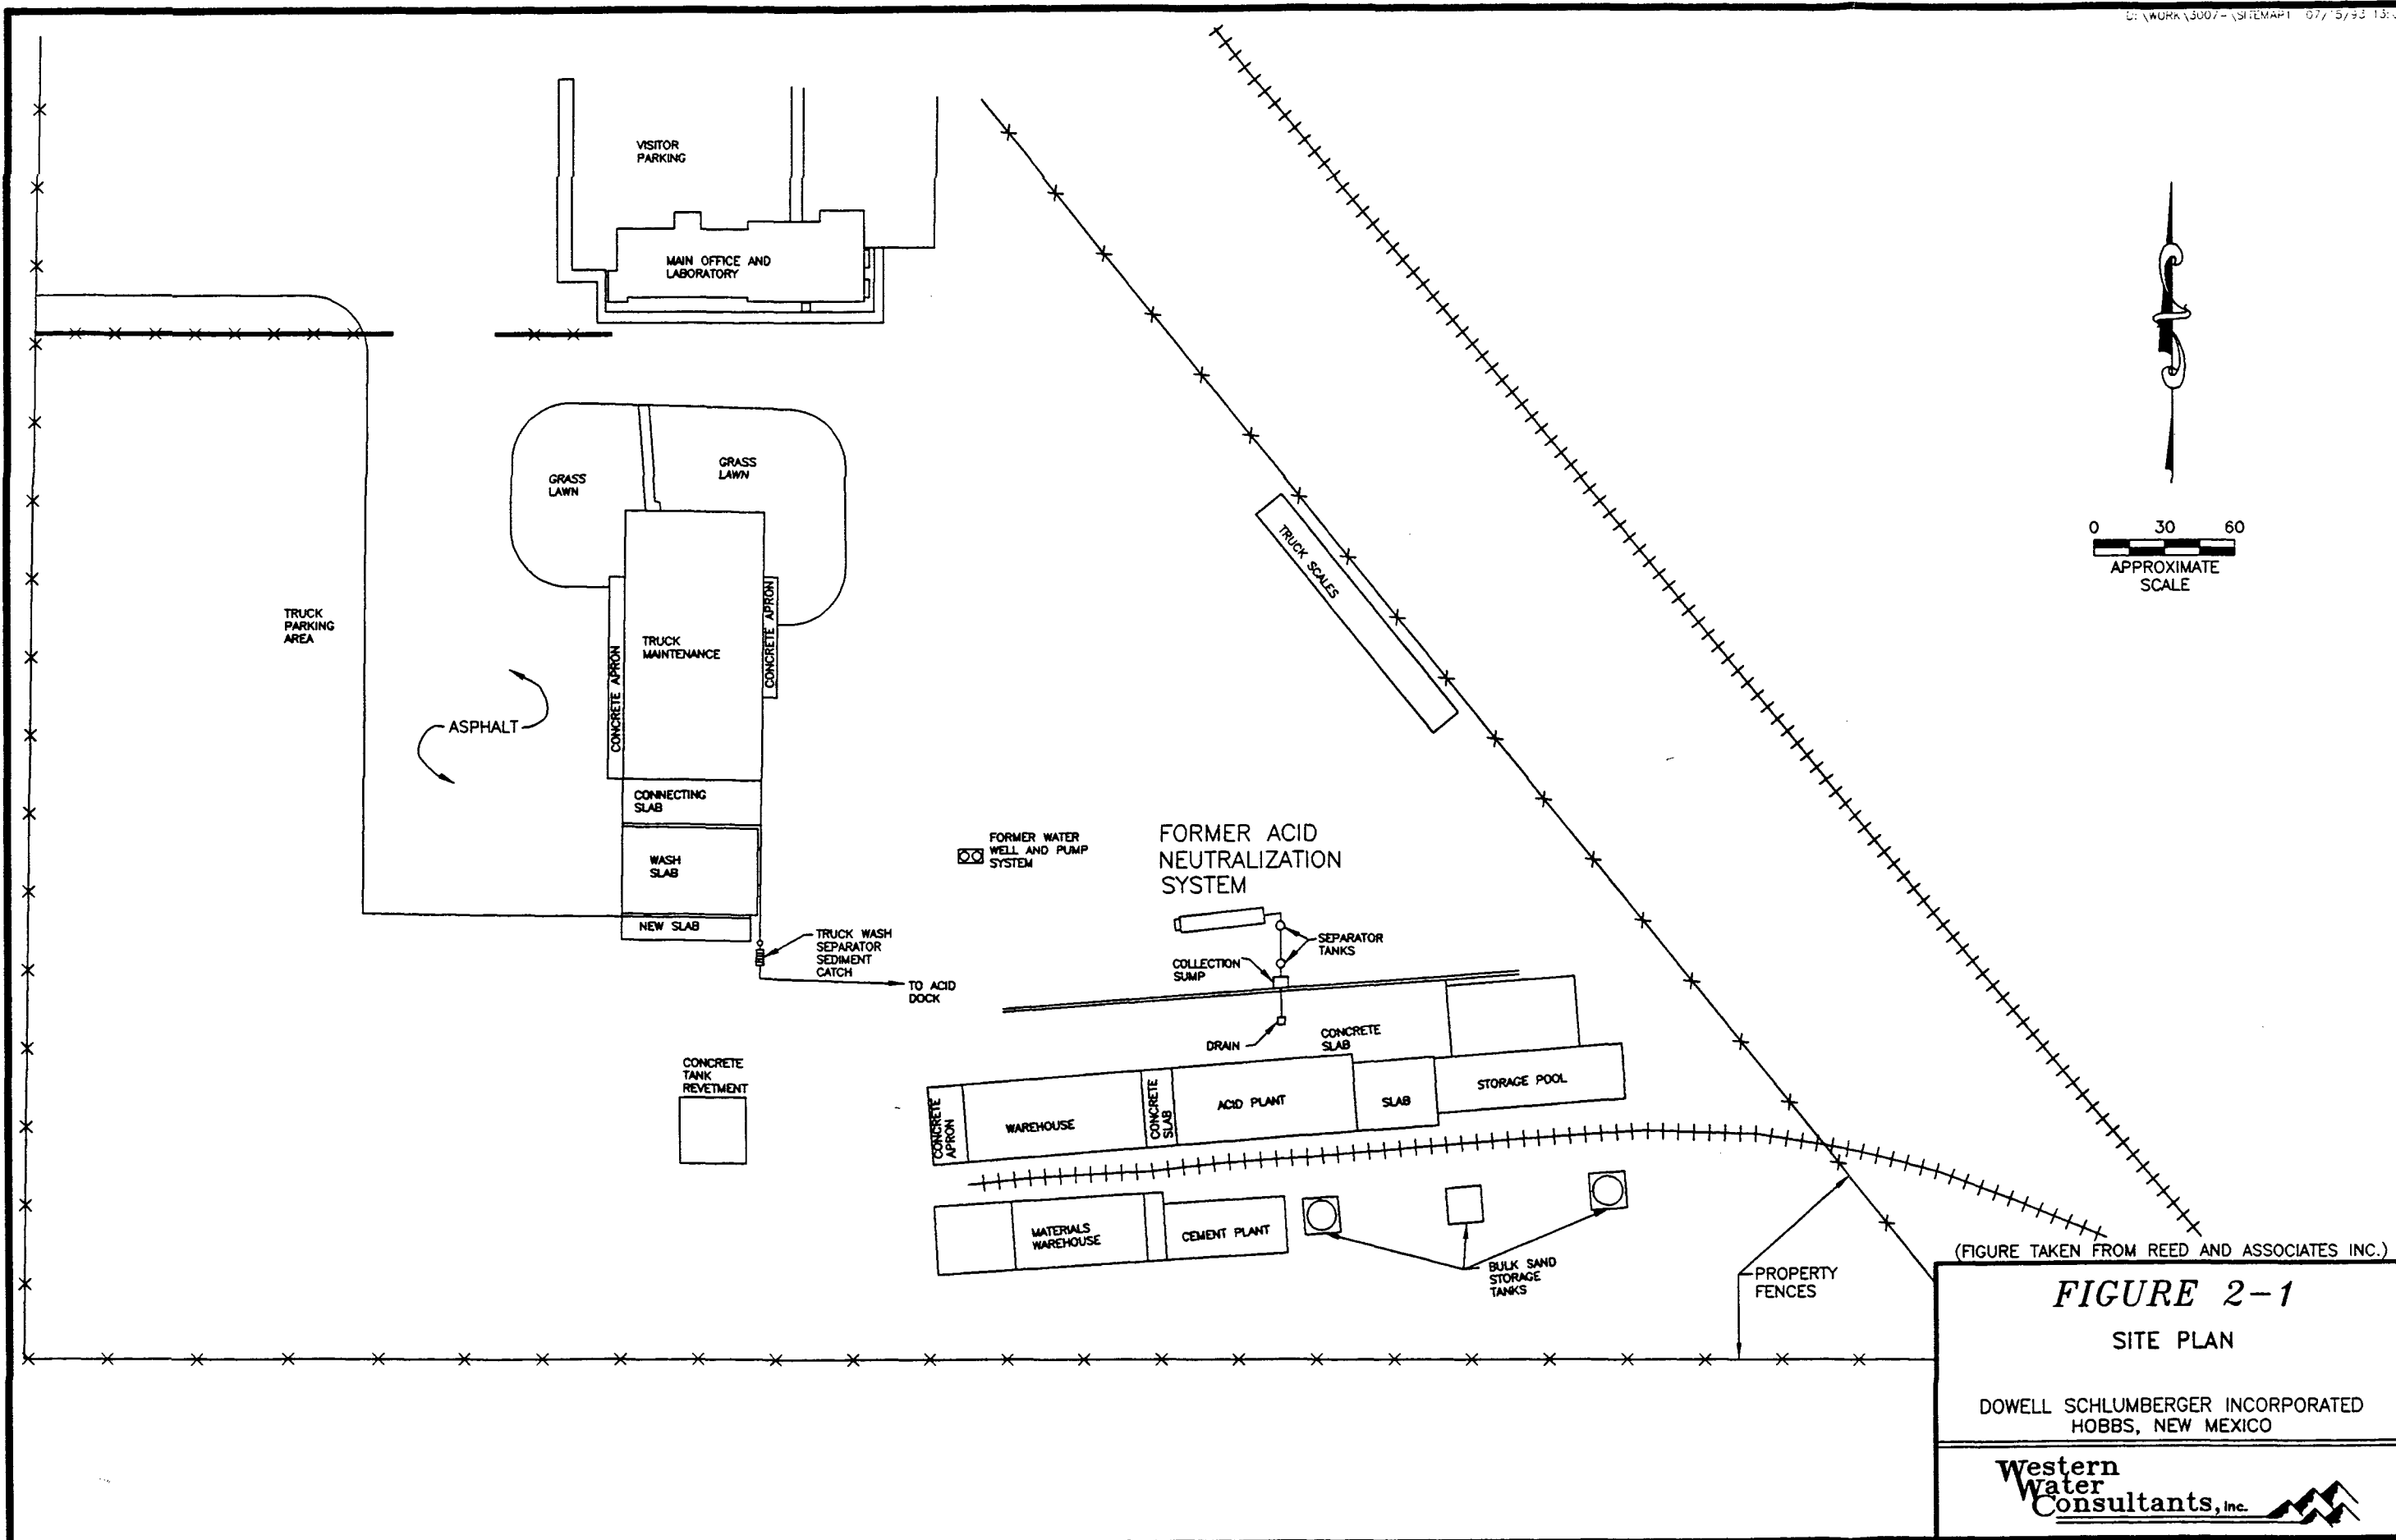 VISITOR
PARKING
MAIN OFFICE AND
LABORATORY
GRASS
LAWN
GRASS
LAWN
0 30 60
APPROXIMATE
SCALE
TRUCK SCALES
TRUCK
PARKING
AREA
TRUCK
MAINTENANCE
CONCRETE APRON
CONCRETE APRON
ASPHALT
CONNECTING
SLAB
WASH
SLAB
NEW SLAB
FORMER WATER
WELL AND PUMP
SYSTEM
FORMER ACID
NEUTRALIZATION
SYSTEM
TRUCK WASH
SEPARATOR
SEDIMENT
CATCH
TO ACID
DOCK
SEPARATOR
TANKS
COLLECTION
SUMP
DRAIN
CONCRETE
SLAB
CONCRETE
TANK
REVETMENT
CONCRETE
APRON
WAREHOUSE
CONCRETE
SLAB
ACID PLANT
SLAB
STORAGE POOL
MATERIALS
WAREHOUSE
CEMENT PLANT
BULK SAND
STORAGE
TANKS
PROPERTY
FENCES
(FIGURE TAKEN FROM REED AND ASSOCIATES INC.)
FIGURE 2-1
SITE PLAN
DOWELL SCHLUMBERGER INCORPORATED
HOBBS, NEW MEXICO
Western
Water
Consultants, Inc.